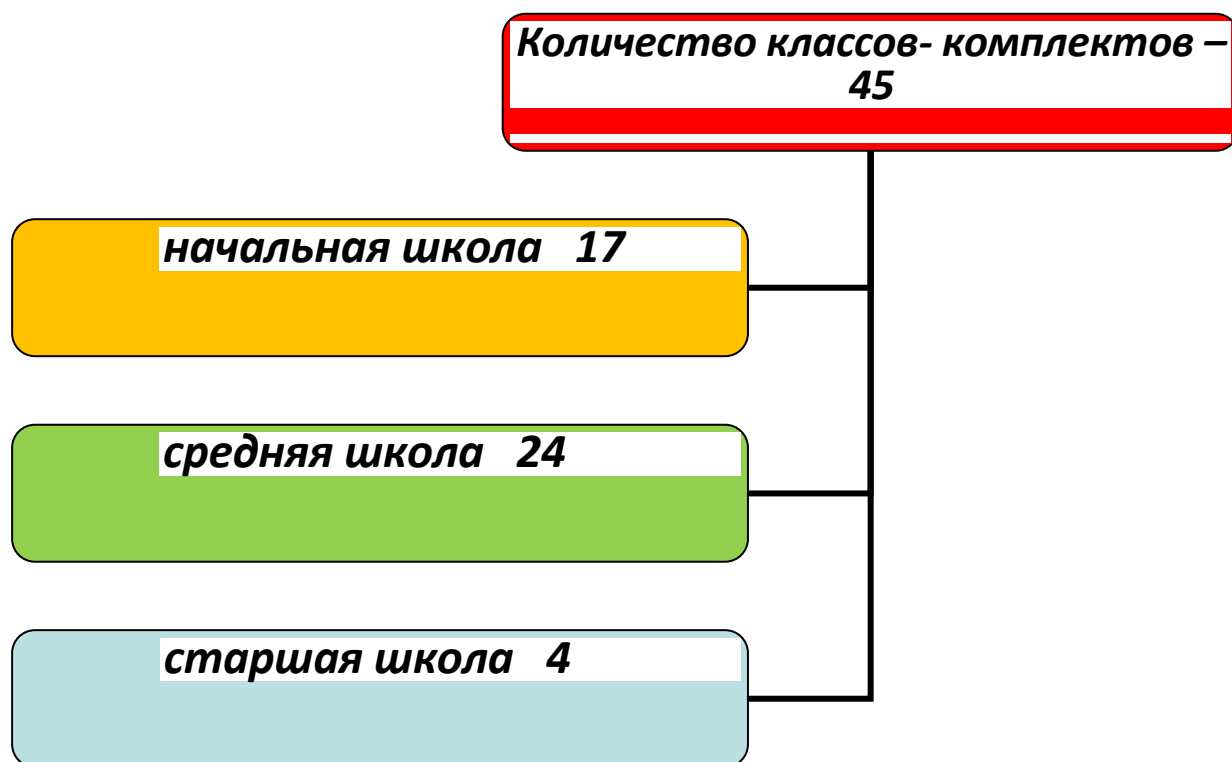 Количество классов- комплектов –
45
начальная школа 17
средняя школа 24
старшая школа 4